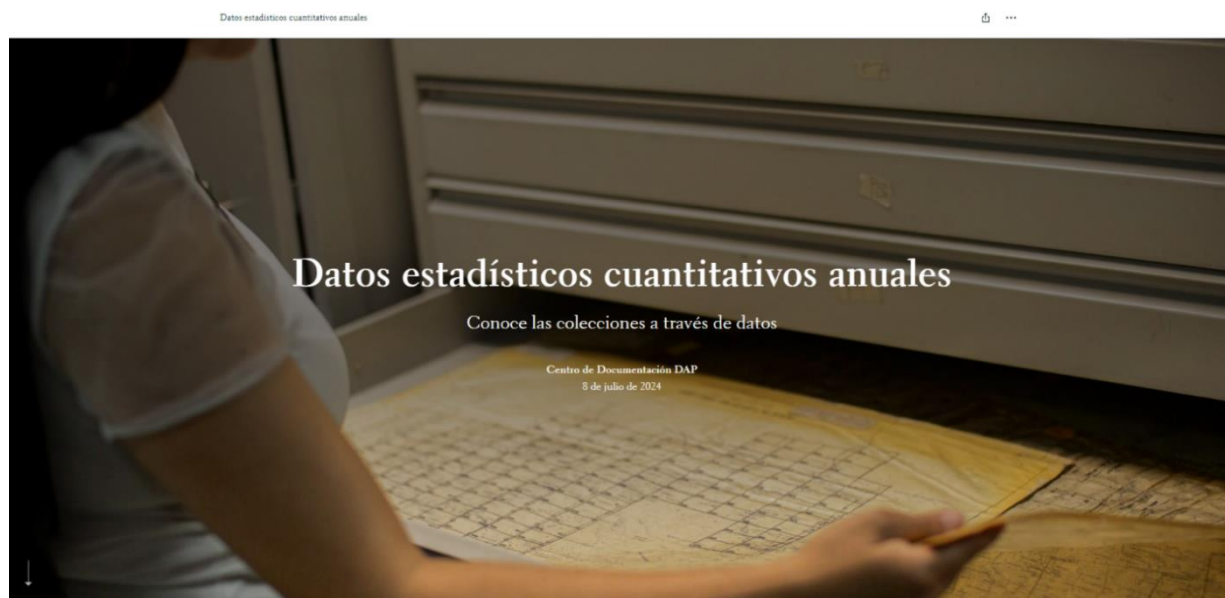 Datos estadísticos cuantitativos anuales
Datos estadísticos cuantitativos anuales
Conoce las colecciones a través de datos
Centro de Documentación DAP
8 de julio de 2024